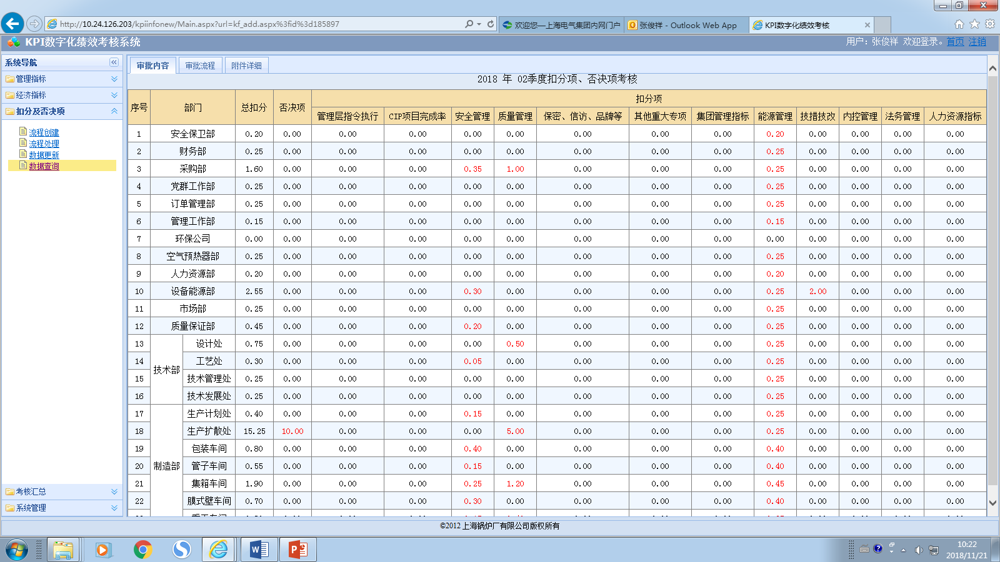 http://10.24.126.203/kpiinfonew/Main.aspx?url=kf_add.aspx%3fid%3d185897
欢迎您—上海电气集团内网门户
张俊祥 - Outlook Web App
KPI数字化绩效考核
KPI数字化绩效考核系统
用户：张俊祥 欢迎登录。首页 注销
系统导航
管理指标
经济指标
扣分及否决项
流程创建
流程处理
数据更新
数据查询
考核汇总
系统管理
审批内容 审批流程 附件详细
2018 年 02季度扣分项、否决项考核
序号 部门 总扣分 否决项 扣分项
管理层指令执行 CIP项目完成率 安全管理 质量管理 保密、信访、品牌等 其他重大专项 集团管理指标 能源管理 技措技改 内控管理 法务管理 人力资源指标
1 安全保卫部 0.20 0.00 0.00 0.00 0.00 0.00 0.00 0.00 0.00 0.20 0.00 0.00 0.00 0.00
2 财务部 0.25 0.00 0.00 0.00 0.00 0.00 0.00 0.00 0.00 0.25 0.00 0.00 0.00 0.00
3 采购部 1.60 0.00 0.00 0.00 0.35 1.00 0.00 0.00 0.00 0.25 0.00 0.00 0.00 0.00
4 党群工作部 0.25 0.00 0.00 0.00 0.00 0.00 0.00 0.00 0.00 0.25 0.00 0.00 0.00 0.00
5 订单管理部 0.25 0.00 0.00 0.00 0.00 0.00 0.00 0.00 0.00 0.25 0.00 0.00 0.00 0.00
6 管理工作部 0.15 0.00 0.00 0.00 0.00 0.00 0.00 0.00 0.00 0.15 0.00 0.00 0.00 0.00
7 环保公司 0.00 0.00 0.00 0.00 0.00 0.00 0.00 0.00 0.00 0.00 0.00 0.00 0.00 0.00
8 空气预热器部 0.25 0.00 0.00 0.00 0.00 0.00 0.00 0.00 0.00 0.25 0.00 0.00 0.00 0.00
9 人力资源部 0.20 0.00 0.00 0.00 0.00 0.00 0.00 0.00 0.00 0.20 0.00 0.00 0.00 0.00
10 设备能源部 2.55 0.00 0.00 0.00 0.30 0.00 0.00 0.00 0.00 0.25 2.00 0.00 0.00 0.00
11 市场部 0.25 0.00 0.00 0.00 0.00 0.00 0.00 0.00 0.00 0.25 0.00 0.00 0.00 0.00
12 质量保证部 0.45 0.00 0.00 0.00 0.20 0.00 0.00 0.00 0.00 0.25 0.00 0.00 0.00 0.00
技术部
13 设计处 0.75 0.00 0.00 0.00 0.00 0.50 0.00 0.00 0.00 0.25 0.00 0.00 0.00 0.00
14 工艺处 0.30 0.00 0.00 0.00 0.05 0.00 0.00 0.00 0.00 0.25 0.00 0.00 0.00 0.00
15 技术管理处 0.25 0.00 0.00 0.00 0.00 0.00 0.00 0.00 0.00 0.25 0.00 0.00 0.00 0.00
16 技术发展处 0.25 0.00 0.00 0.00 0.00 0.00 0.00 0.00 0.00 0.25 0.00 0.00 0.00 0.00
制造部
17 生产计划处 0.40 0.00 0.00 0.00 0.15 0.00 0.00 0.00 0.00 0.25 0.00 0.00 0.00 0.00
18 生产扩散处 15.25 10.00 0.00 0.00 0.00 5.00 0.00 0.00 0.00 0.25 0.00 0.00 0.00 0.00
19 包装车间 0.80 0.00 0.00 0.00 0.40 0.00 0.00 0.00 0.00 0.40 0.00 0.00 0.00 0.00
20 管子车间 0.55 0.00 0.00 0.00 0.15 0.00 0.00 0.00 0.00 0.40 0.00 0.00 0.00 0.00
21 集箱车间 1.90 0.00 0.00 0.00 0.25 1.20 0.00 0.00 0.00 0.45 0.00 0.00 0.00 0.00
22 膜式壁车间 0.70 0.00 0.00 0.00 0.30 0.00 0.00 0.00 0.00 0.40 0.00 0.00 0.00 0.00
©2012 上海锅炉厂有限公司版权所有
10:22
2018/11/21